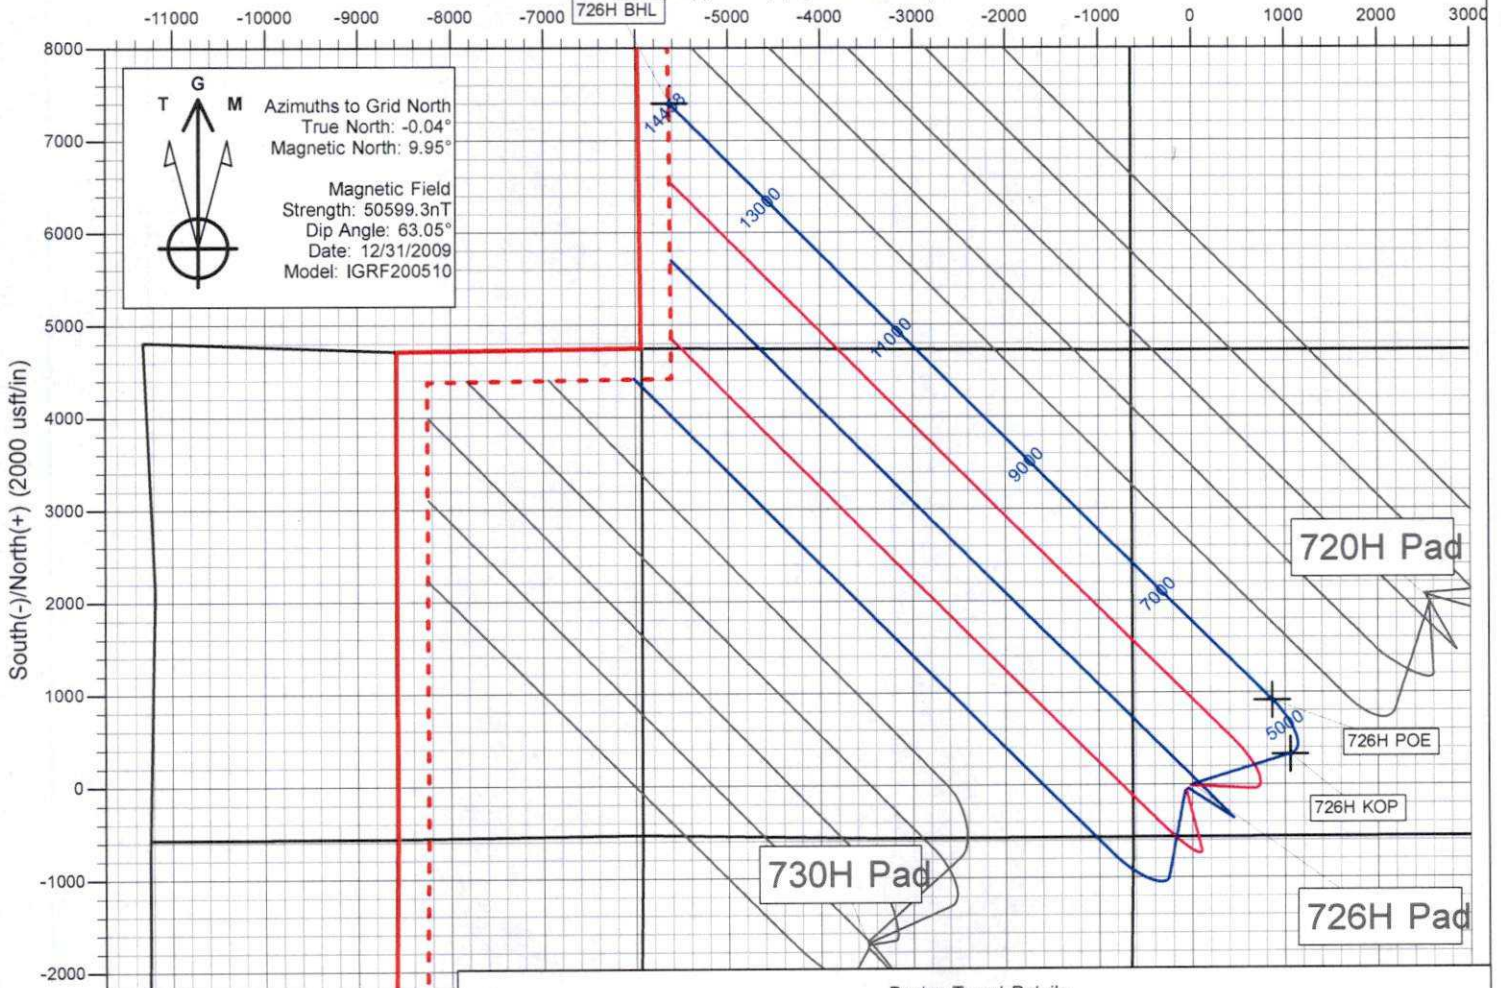 -11000 -10000 -9000 -8000 -7000 -5000 -4000 -3000 -2000 -1000 0 1000 2000 3000
726H BHL
8000
7000
6000
5000
4000
3000
2000
1000
0
-1000
-2000
South(-)/North(+) (2000 usft/in)
G
T M
Azimuths to Grid North
True North: -0.04°
Magnetic North: 9.95°
Magnetic Field
Strength: 50599.3nT
Dip Angle: 63.05°
Date: 12/31/2009
Model: IGRF200510
13000
11000
9000
7000
5000
720H Pad
726H POE
726H KOP
730H Pad
726H Pad